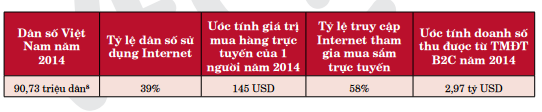 Dân số Việt
Nam năm
2014
Tỷ lệ dân số sử
dụng Internet
Ước tính giá trị
mua hàng trực
tuyến của 1
người năm 2014
Tỷ lệ truy cập
Internet tham
gia mua sắm
trực tuyến
Ước tính doanh số
thu được từ TMĐT
B2C năm 2014
90,73 triệu dân⁸
39%
145 USD
58%
2,97 tỷ USD